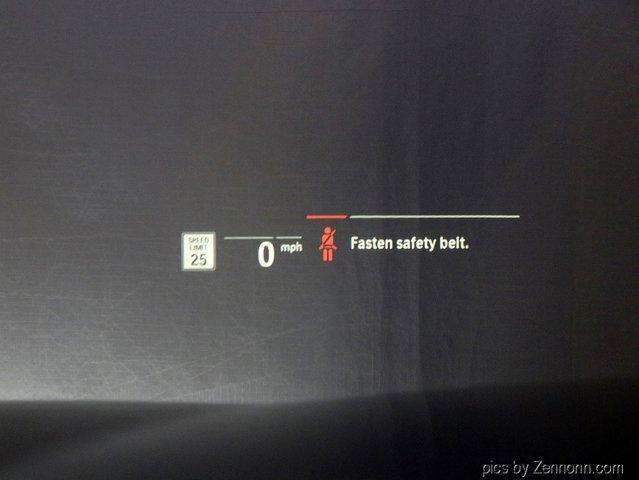 SPEED
LIMIT
25
0 mph
Fasten safety belt.
pics by Zennonn.com